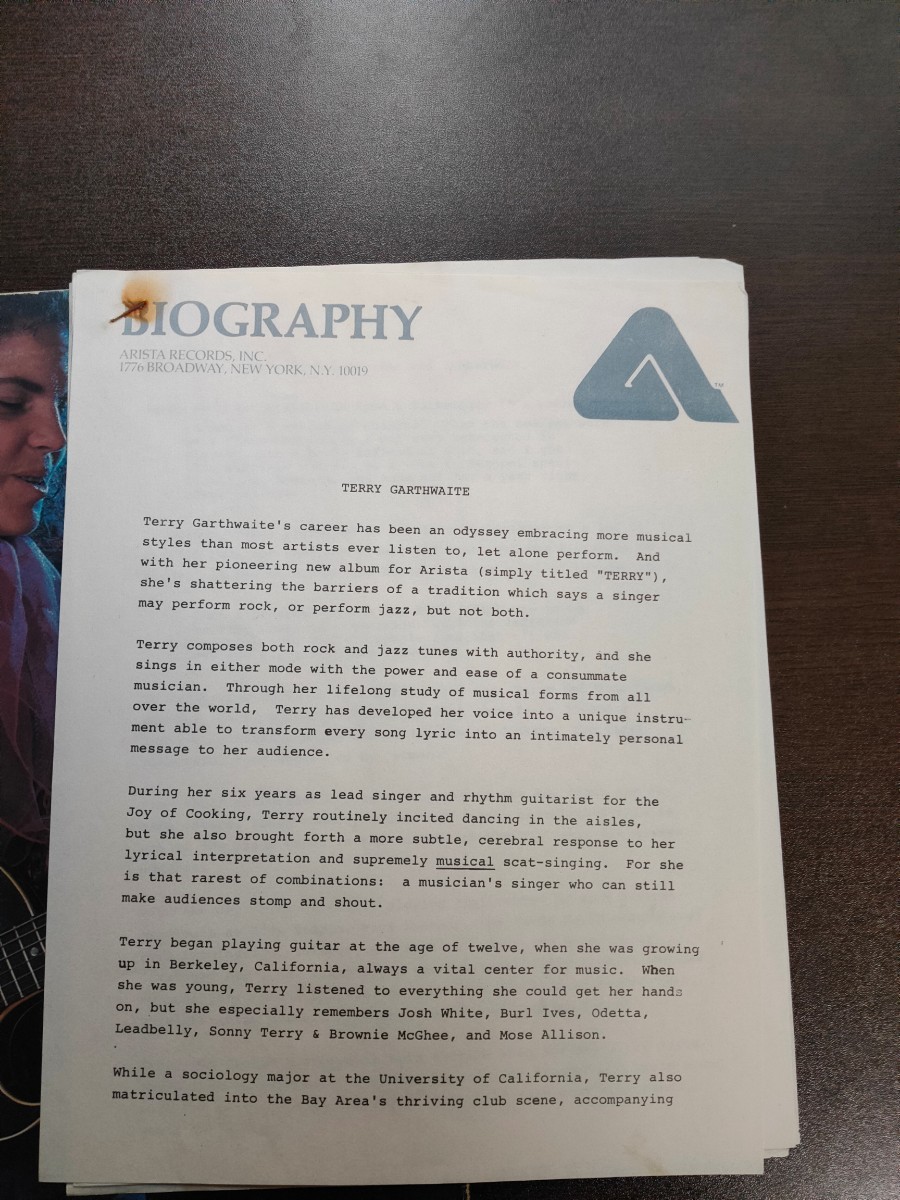 BIOGRAPHY
ARISTA RECORDS, INC.
1776 BROADWAY, NEW YORK, N.Y. 10019
TM
TERRY GARTHWAITE
Terry Garthwaite's career has been an odyssey embracing more musical
styles than most artists ever listen to, let alone perform. And
with her pioneering new album for Arista (simply titled "TERRY"),
she's shattering the barriers of a tradition which says a singer
may perform rock, or perform jazz, but not both.
Terry composes both rock and jazz tunes with authority, and she
sings in either mode with the power and ease of a consummate
musician. Through her lifelong study of musical forms from all
over the world, Terry has developed her voice into a unique instru-
ment able to transform every song lyric into an intimately personal
message to her audience.
During her six years as lead singer and rhythm guitarist for the
Joy of Cooking, Terry routinely incited dancing in the aisles,
but she also brought forth a more subtle, cerebral response to her
lyrical interpretation and supremely musical scat-singing. For she
is that rarest of combinations: a musician's singer who can still
make audiences stomp and shout.
Terry began playing guitar at the age of twelve, when she was growing
up in Berkeley, California, always a vital center for music. When
she was young, Terry listened to everything she could get her hands
on, but she especially remembers Josh White, Burl Ives, Odetta,
Leadbelly, Sonny Terry & Brownie McGhee, and Mose Allison.
While a sociology major at the University of California, Terry also
matriculated into the Bay Area's thriving club scene, accompanying